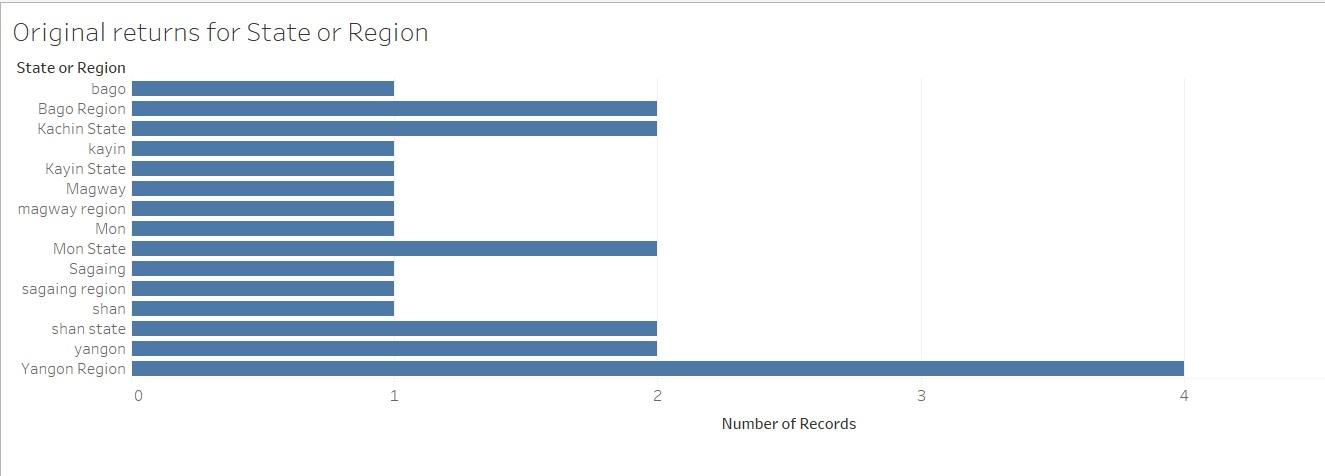 Original returns for State or Region
State or Region
bago
Bago Region
Kachin State
kayin
Kayin State
Magway
magway region
Mon
Mon State
Sagaing
sagaing region
shan
shan state
yangon
Yangon Region
0 1 2 3 4
Number of Records